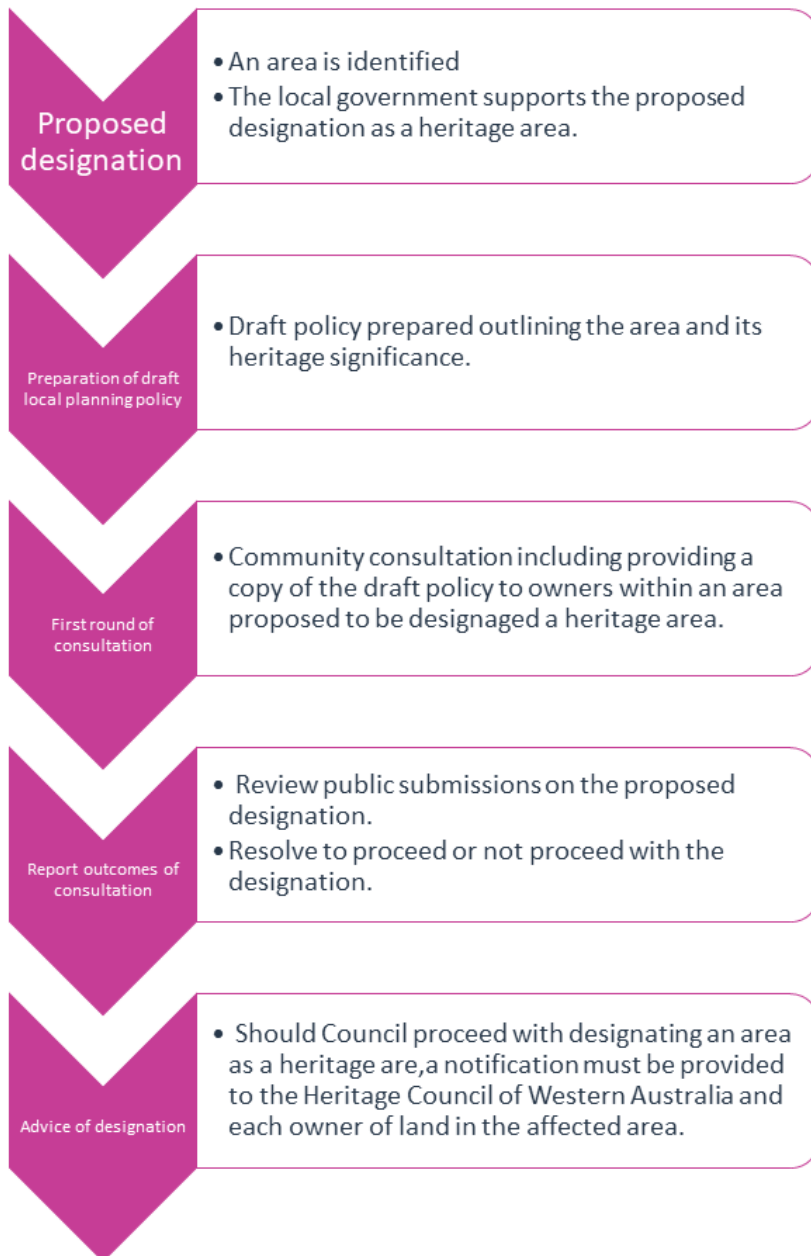 Proposed
designation
• An area is identified
• The local government supports the proposed
designation as a heritage area.
Preparation of draft
local planning policy
• Draft policy prepared outlining the area and its
heritage significance.
First round of
consultation
• Community consultation including providing a
copy of the draft policy to owners within an area
proposed to be designaged a heritage area.
Report outcomes of
consultation
• Review public submissions on the proposed
designation.
• Resolve to proceed or not proceed with the
designation.
Advice of designation
• Should Council proceed with designating an area
as a heritage are,a notification must be provided
to the Heritage Council of Western Australia and
each owner of land in the affected area.